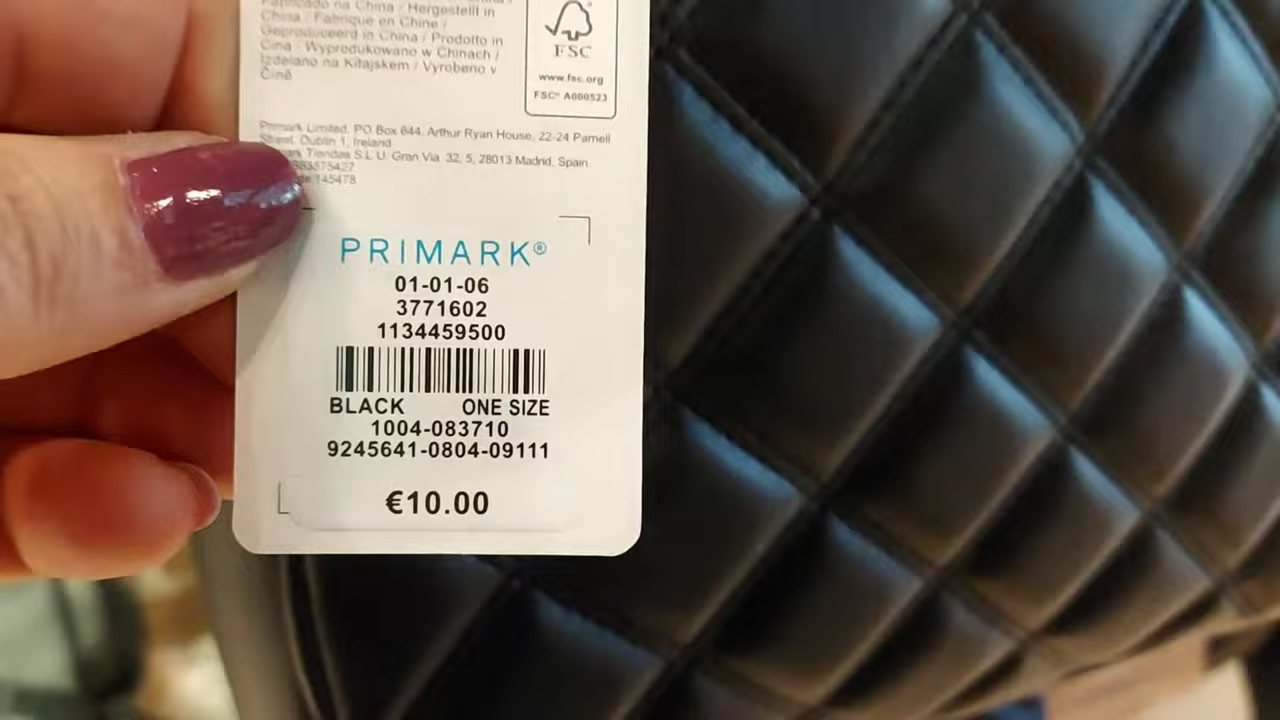 Fabricado na China / Hergestellt in
China / Fabriqué en Chine /
Geproduceerd in China / Prodotto in
Cina / Wyprodukowano w Chinach /
Izdelano na Kitajskem / Vyrobeno v
Číně
FSC
www.fsc.org
FSC® A000523
Primark Limited, PO Box 644, Arthur Ryan House, 22-24 Parnell
Street, Dublin 1, Ireland
Tiendas S.L.U. Gran Via 32, 5, 28013 Madrid, Spain
145478
PRIMARK®
01-01-06
3771602
1134459500
BLACK ONE SIZE
1004-083710
9245641-0804-09111
€10.00